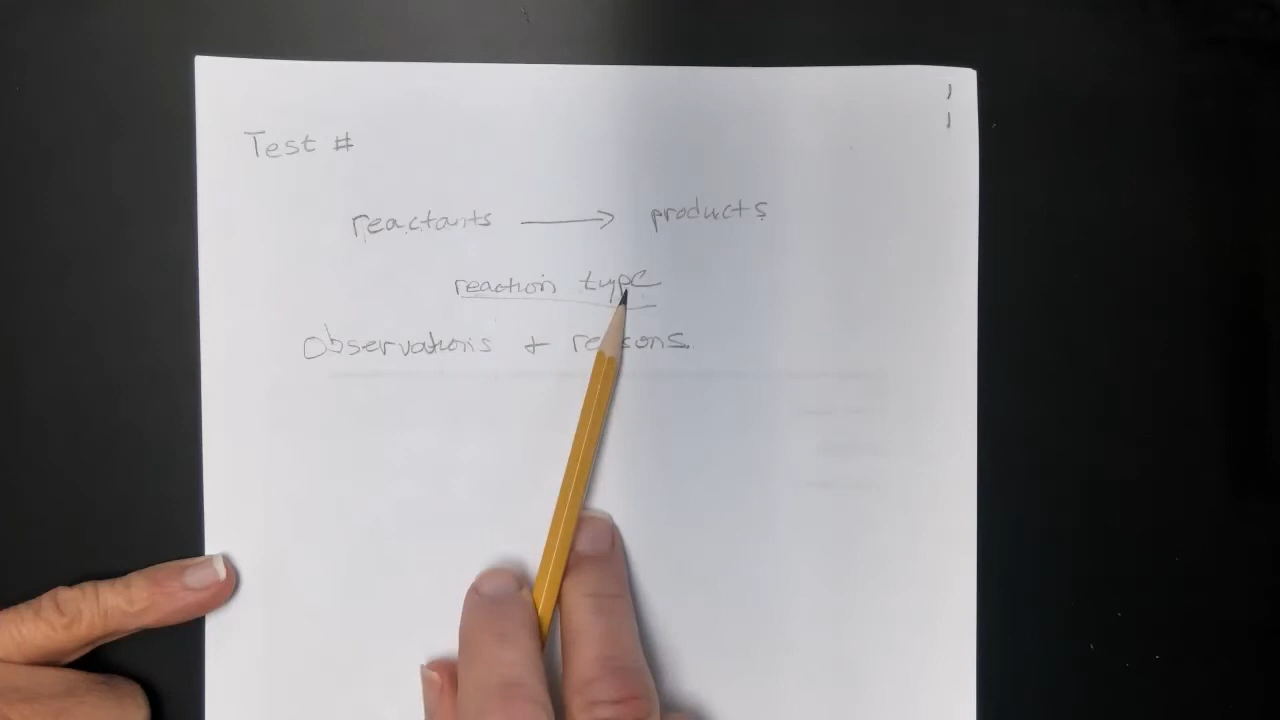 Test #
reactants → products
reaction type
Observations + reasons.